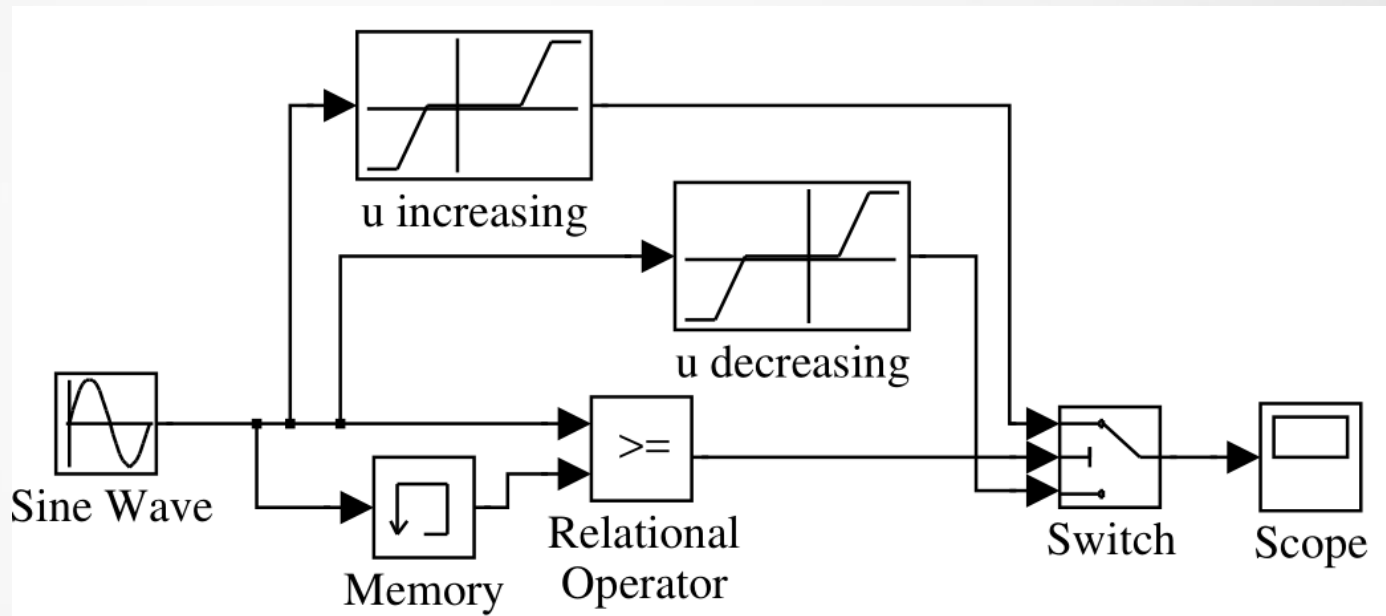 u increasing
u decreasing
>=
Sine Wave
Memory
Relational
Operator
Switch
Scope